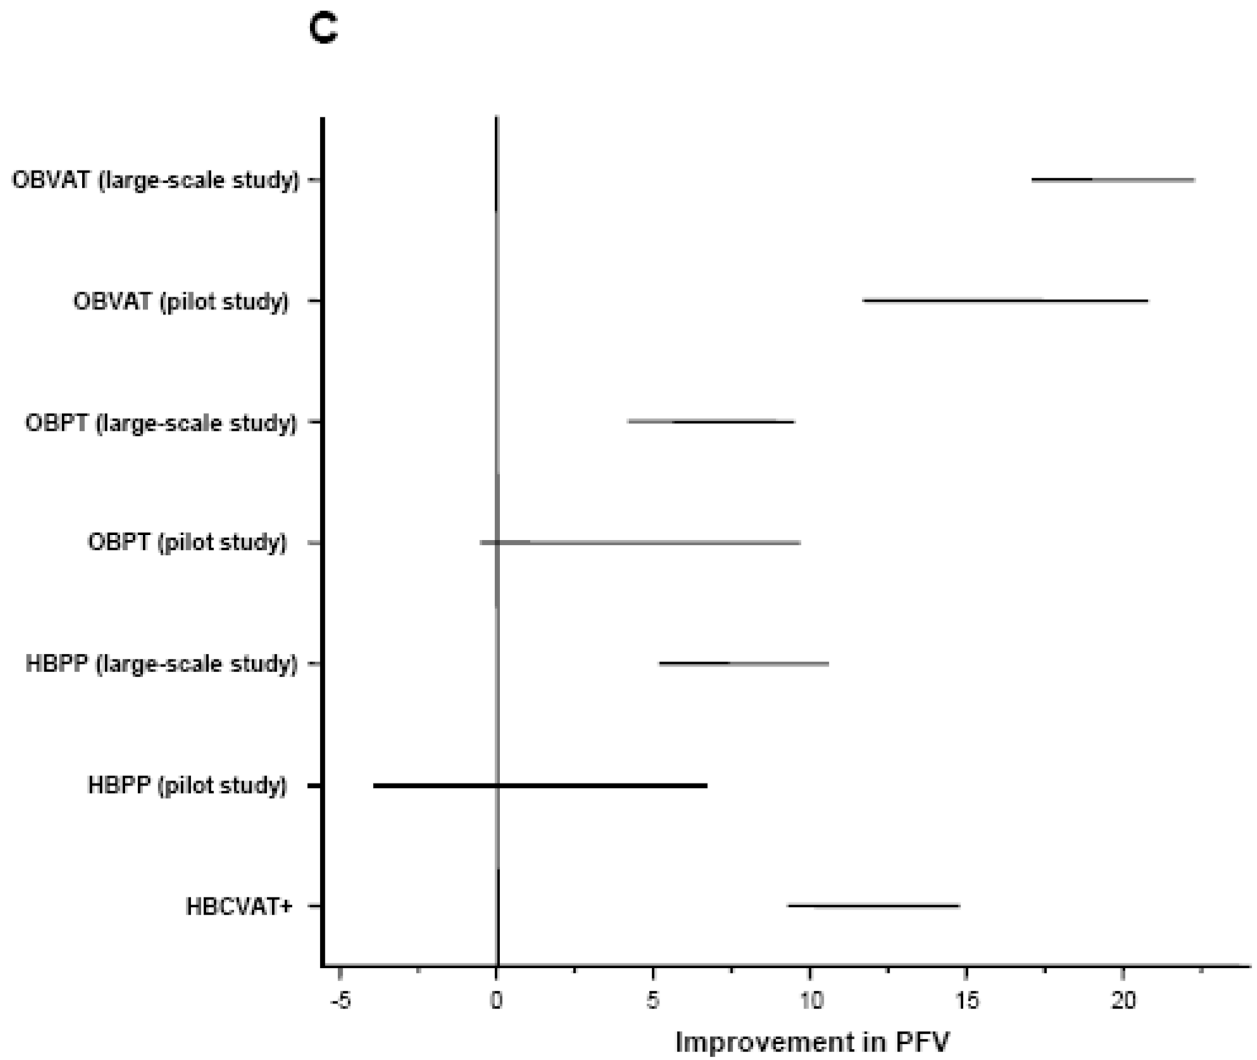 C
OBVAT (large-scale study)
OBVAT (pilot study)
OBPT (large-scale study)
OBPT (pilot study)
HBPP (large-scale study)
HBPP (pilot study)
HBCVAT+
-5 0 5 10 15 20
Improvement in PFV